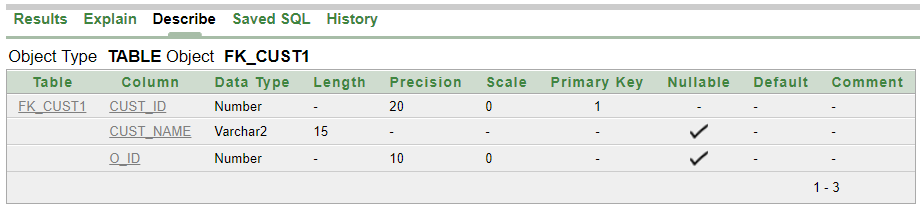 Results Explain Describe Saved SQL History
Object Type TABLE Object FK_CUST1
Table Column Data Type Length Precision Scale Primary Key Nullable Default Comment
FK_CUST1 CUST_ID Number - 20 0 1 - - -
CUST_NAME Varchar2 15 - - - ✓ - -
O_ID Number - 10 0 - ✓ - -
1 - 3